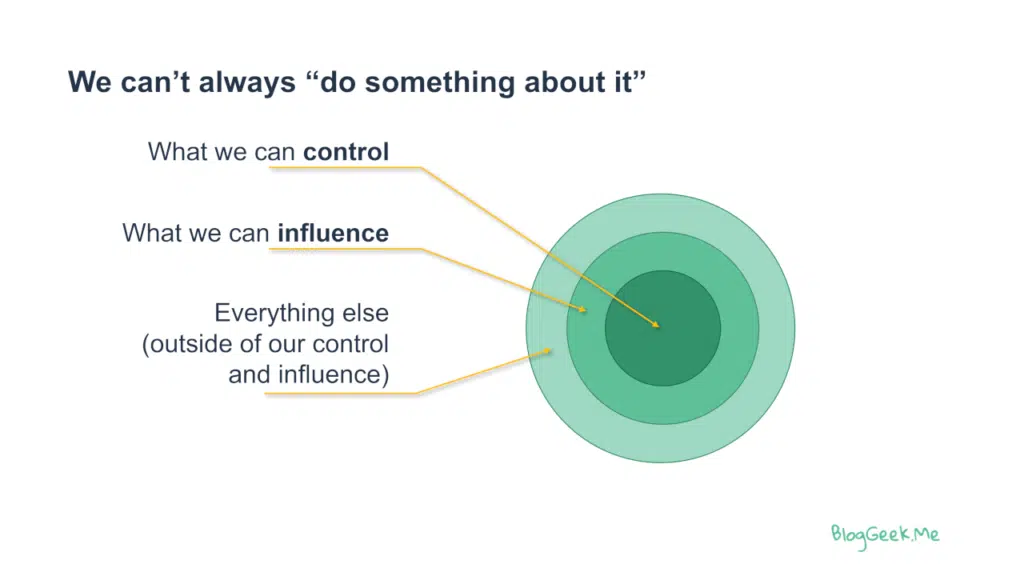 We can’t always “do something about it”
What we can control
What we can influence
Everything else
(outside of our control
and influence)
BlogGeek.Me